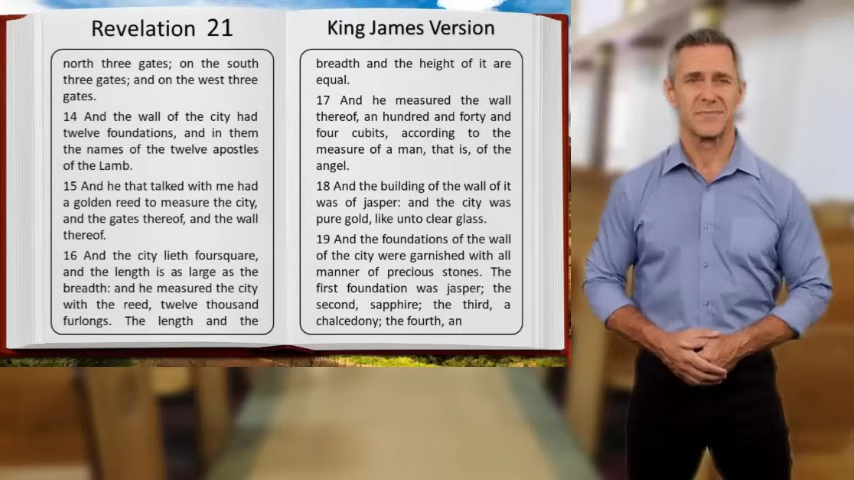 Revelation 21
north three gates; on the south
three gates; and on the west three
gates.
14 And the wall of the city had
twelve foundations, and in them
the names of the twelve apostles
of the Lamb.
15 And he that talked with me had
a golden reed to measure the city,
and the gates thereof, and the wall
thereof.
16 And the city lieth foursquare,
and the length is as large as the
breadth: and he measured the city
with the reed, twelve thousand
furlongs. The length and the
King James Version
breadth and the height of it are
equal.
17 And he measured the wall
thereof, an hundred and forty and
four cubits, according to the
measure of a man, that is, of the
angel.
18 And the building of the wall of it
was of jasper: and the city was
pure gold, like unto clear glass.
19 And the foundations of the wall
of the city were garnished with all
manner of precious stones. The
first foundation was jasper; the
second, sapphire; the third, a
chalcedony; the fourth, an